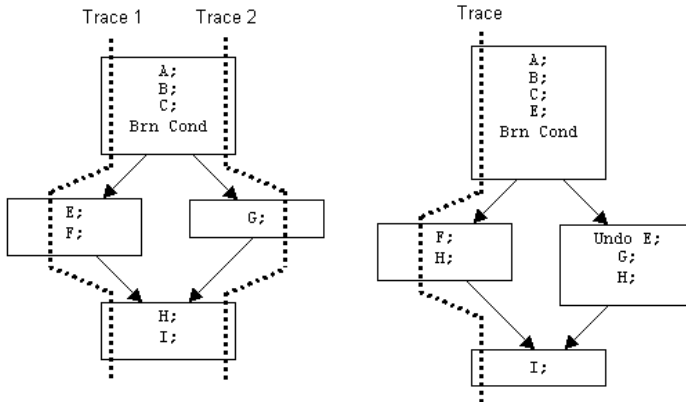 Trace 1
Trace 2
A;
B;
C;
Brn Cond
E;
F;
G;
H;
I;
Trace
A;
B;
C;
E;
Brn Cond
F;
H;
Undo E;
G;
H;
I;